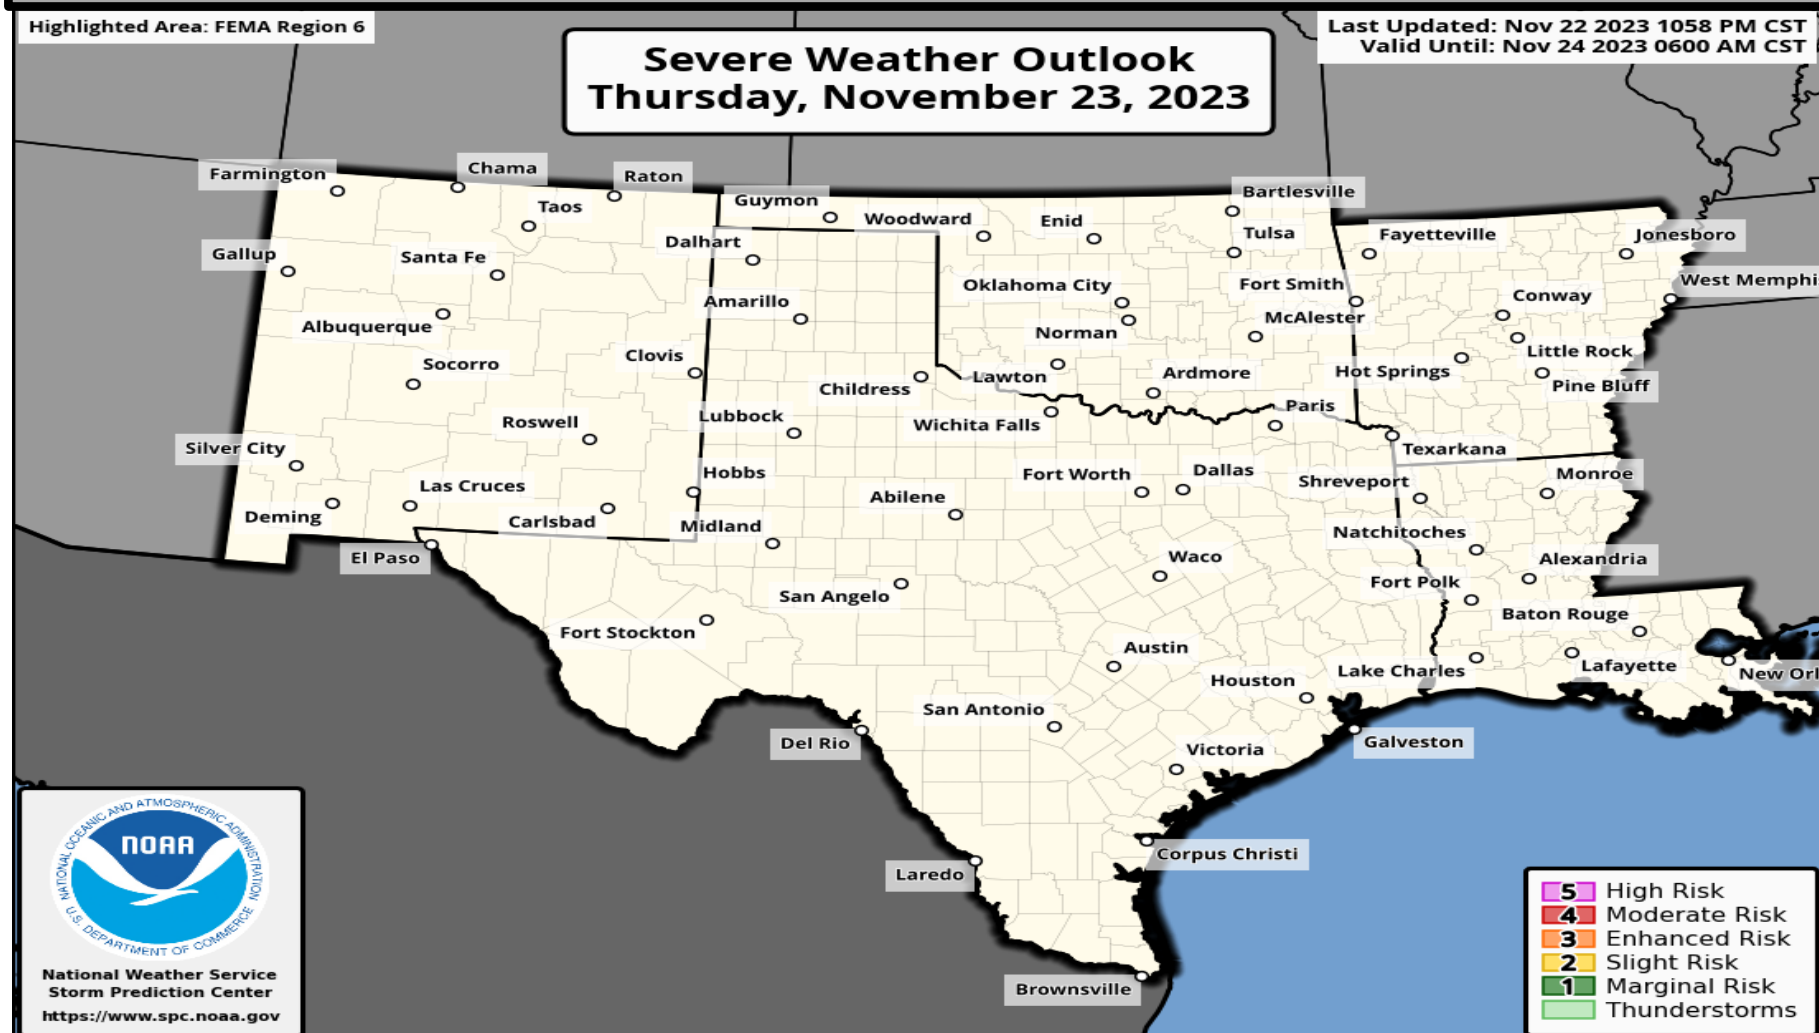 Highlighted Area: FEMA Region 6
Last Updated: Nov 22 2023 1058 PM CST
Valid Until: Nov 24 2023 0600 AM CST
Severe Weather Outlook
Thursday, November 23, 2023
Farmington
Chama
Raton
Taos
Guymon
Woodward
Enid
Bartlesville
Tulsa
Fayetteville
Jonesboro
Gallup
Santa Fe
Dalhart
Oklahoma City
Fort Smith
Conway
West Memphi
Albuquerque
Amarillo
Norman
McAlester
Little Rock
Socorro
Clovis
Childress
Lawton
Ardmore
Hot Springs
Pine Bluff
Roswell
Lubbock
Wichita Falls
Paris
Texarkana
Silver City
Las Cruces
Hobbs
Abilene
Fort Worth
Dallas
Shreveport
Monroe
Deming
Carlsbad
Midland
Natchitoches
El Paso
Waco
Alexandria
San Angelo
Fort Polk
Fort Stockton
Baton Rouge
Austin
Lake Charles
Lafayette
New Orl
Houston
San Antonio
Del Rio
Victoria
Galveston
Corpus Christi
Laredo
Brownsville
NATIONAL OCEANIC AND ATMOSPHERIC ADMINISTRATION
NOAA
U.S. DEPARTMENT OF COMMERCE
National Weather Service
Storm Prediction Center
https://www.spc.noaa.gov
5 High Risk
4 Moderate Risk
3 Enhanced Risk
2 Slight Risk
1 Marginal Risk
Thunderstorms